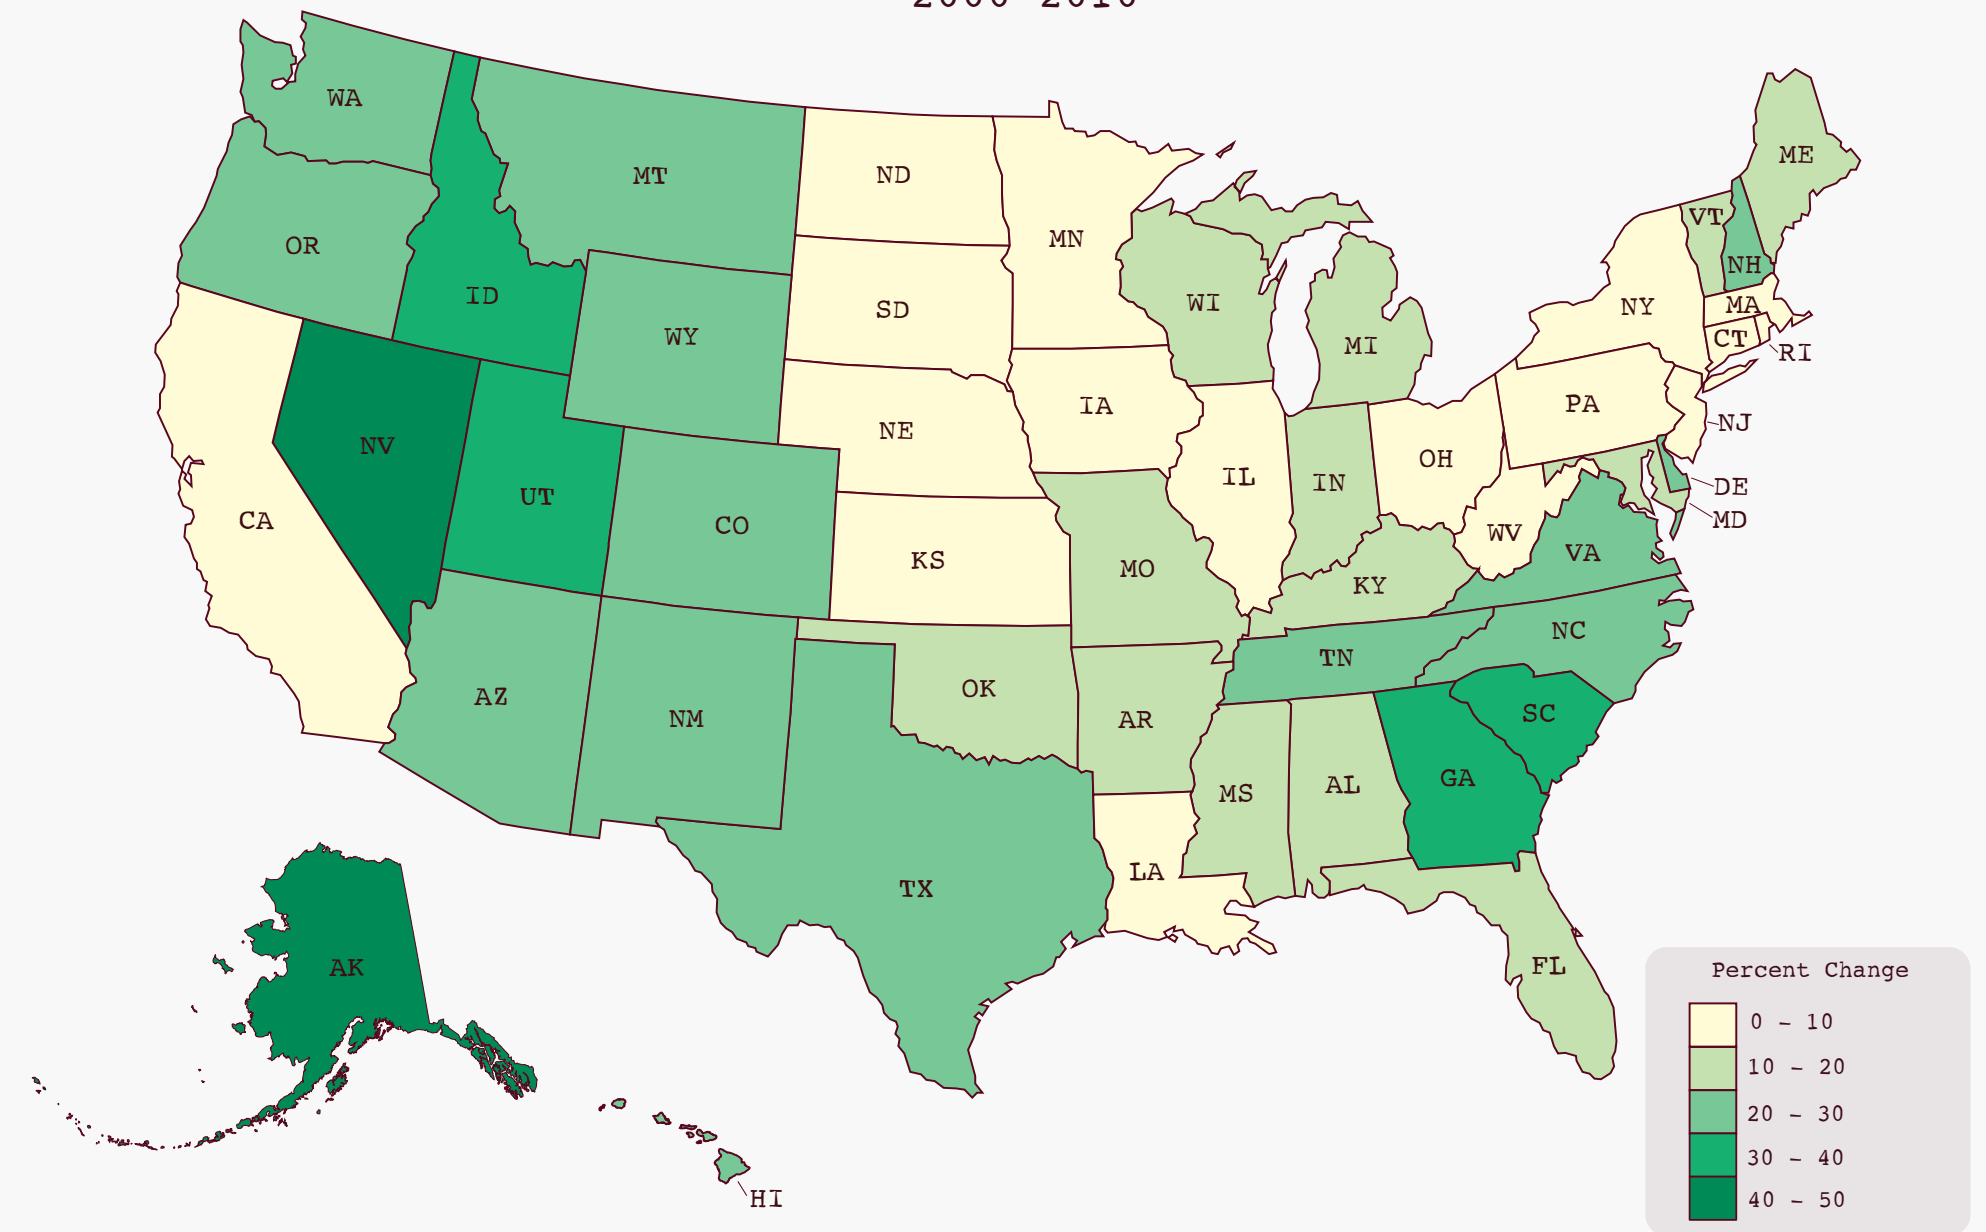 2000-2010
WA
MT
ND
MN
ME
OR
ID
WY
SD
WI
MI
VT
NH
NY
MA
CT
RI
NV
UT
CO
NE
IA
IL
IN
OH
PA
NJ
CA
KS
MO
KY
WV
VA
DE
MD
AZ
NM
OK
AR
TN
NC
SC
TX
LA
MS
AL
GA
FL
AK
HI
Percent Change
0 – 10
10 – 20
20 – 30
30 – 40
40 – 50